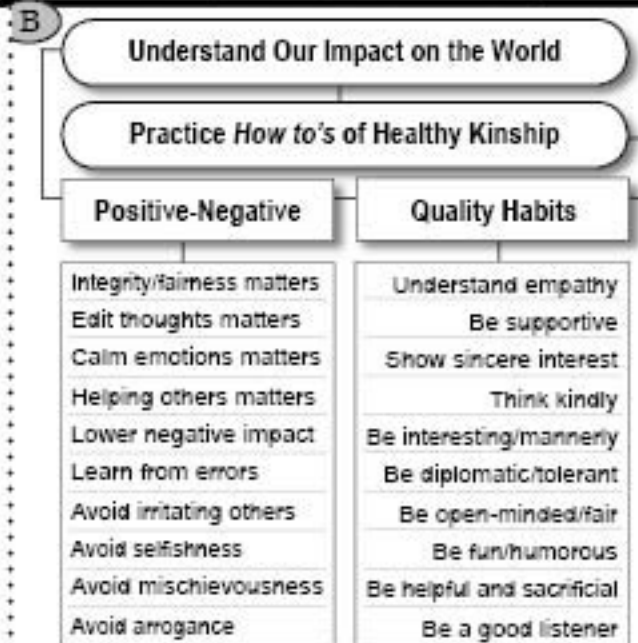 B
Understand Our Impact on the World
Practice How to's of Healthy Kinship
Positive-Negative
Integrity/fairness matters
Edit thoughts matters
Calm emotions matters
Helping others matters
Lower negative impact
Learn from errors
Avoid irritating others
Avoid selfishness
Avoid mischievousness
Avoid arrogance
Quality Habits
Understand empathy
Be supportive
Show sincere interest
Think kindly
Be interesting/mannerly
Be diplomatic/tolerant
Be open-minded/fair
Be fun/humorous
Be helpful and sacrificial
Be a good listener